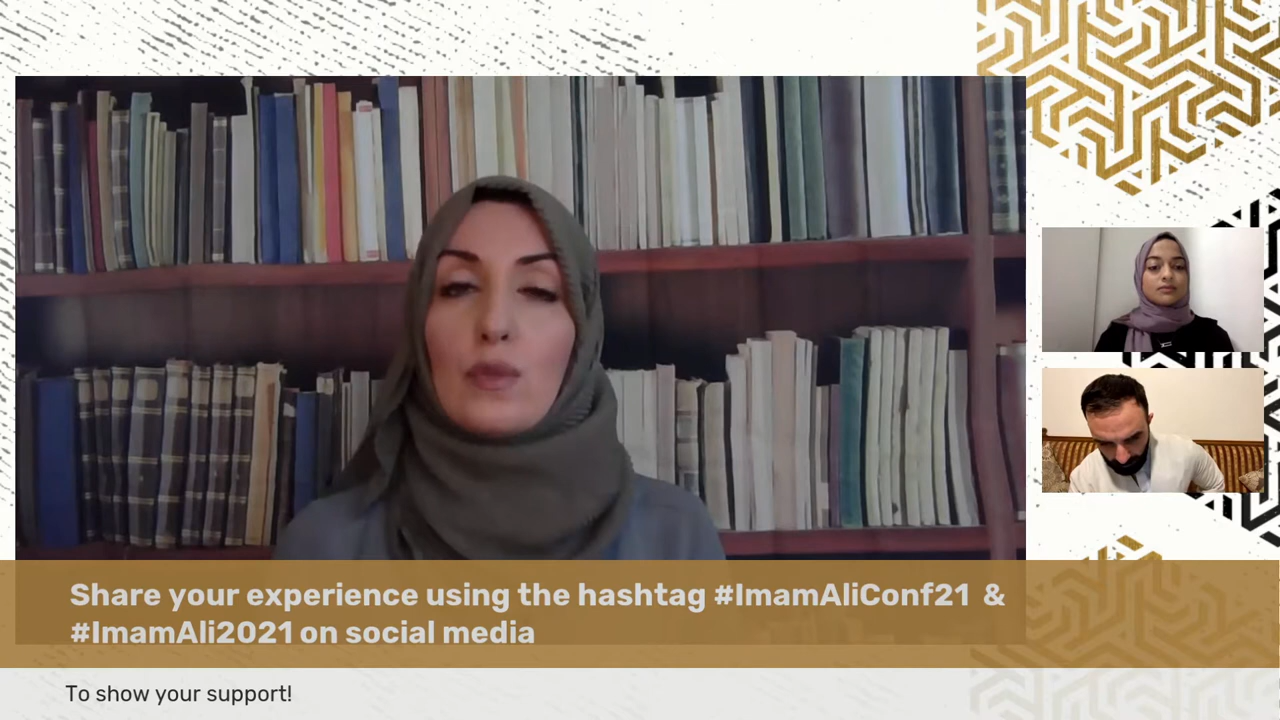 Share your experience using the hashtag #ImamAliConf21 &
#ImamAli2021 on social media
To show your support!